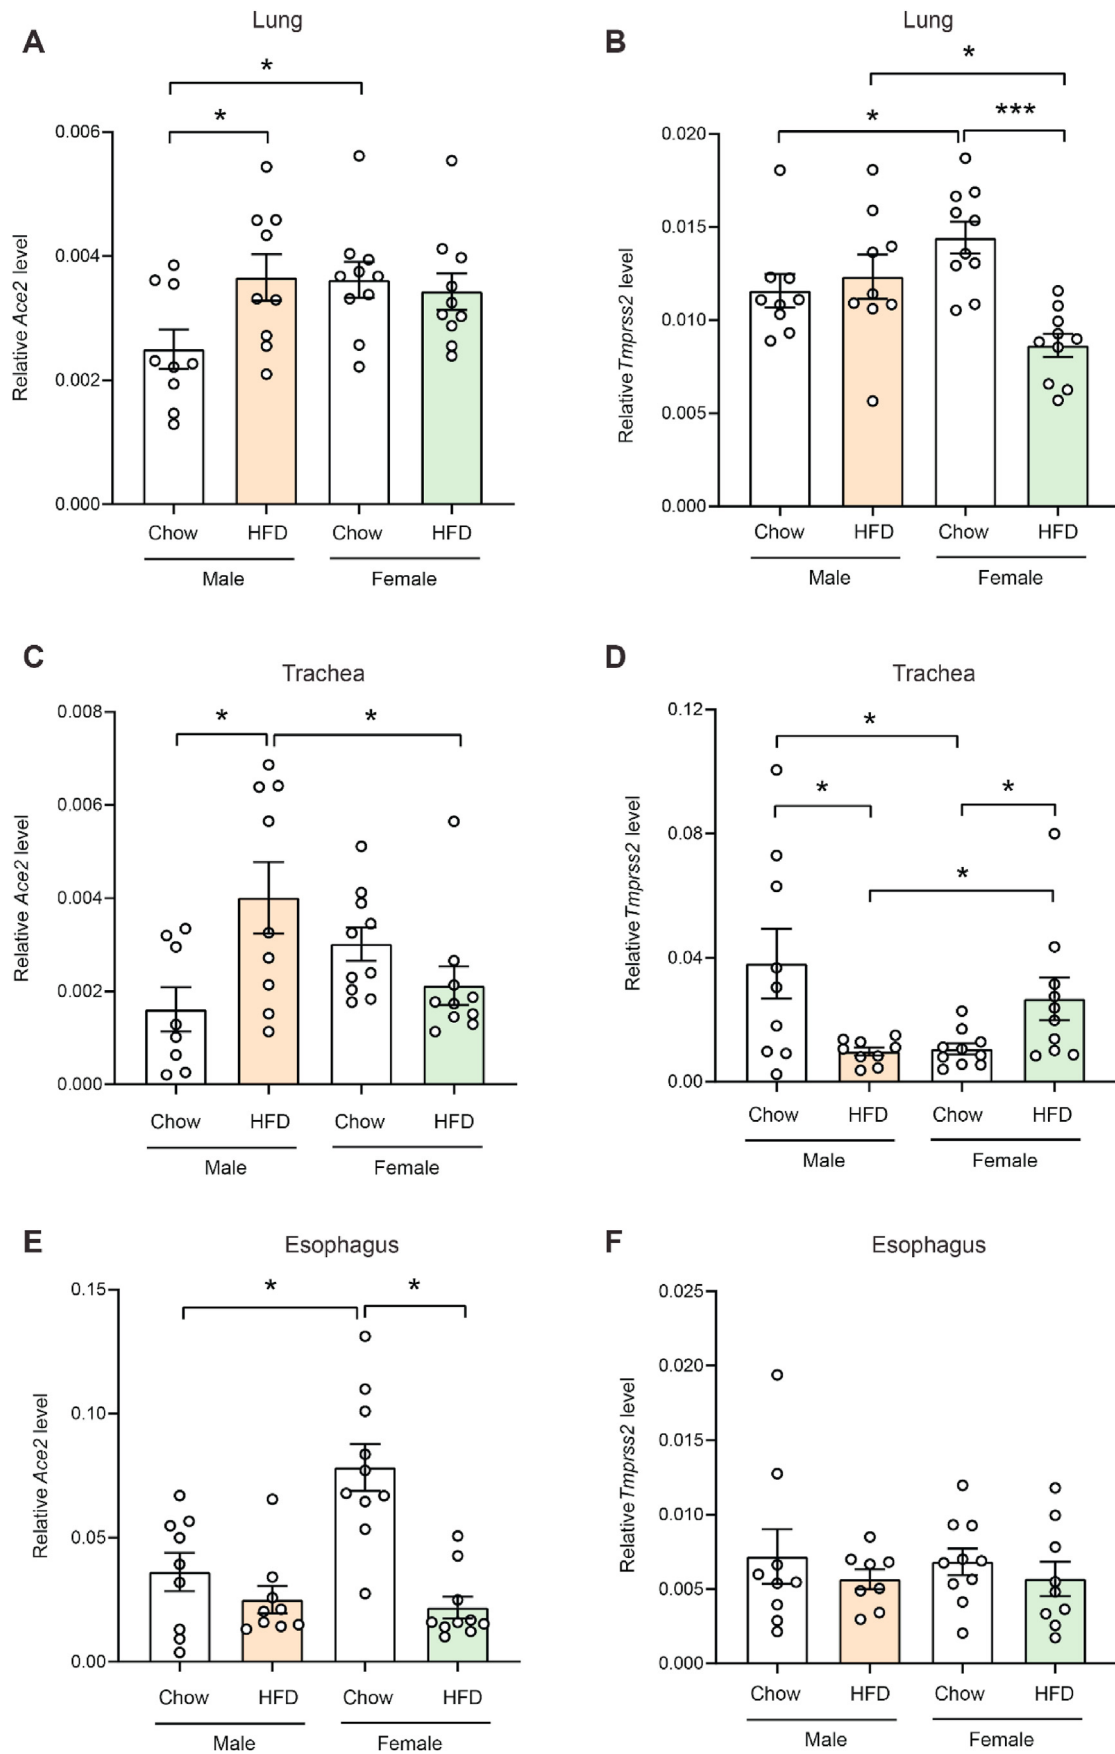 A
Lung
*
*
0.006
0.004
0.002
0.000
Relative Ace2 level
Chow HFD Chow HFD
Male Female
B
Lung
*
*
***
0.020
0.015
0.010
0.005
0.000
Relative Tmprss2 level
Chow HFD Chow HFD
Male Female
C
Trachea
* *
0.008
0.006
0.004
0.002
0.000
Relative Ace2 level
Chow HFD Chow HFD
Male Female
D
Trachea
*
* *
*
0.12
0.08
0.04
0.00
Relative Tmprss2 level
Chow HFD Chow HFD
Male Female
E
Esophagus
* *
0.15
0.10
0.05
0.00
Relative Ace2 level
Chow HFD Chow HFD
Male Female
F
Esophagus
0.025
0.020
0.015
0.010
0.005
0.000
Relative Tmprss2 level
Chow HFD Chow HFD
Male Female